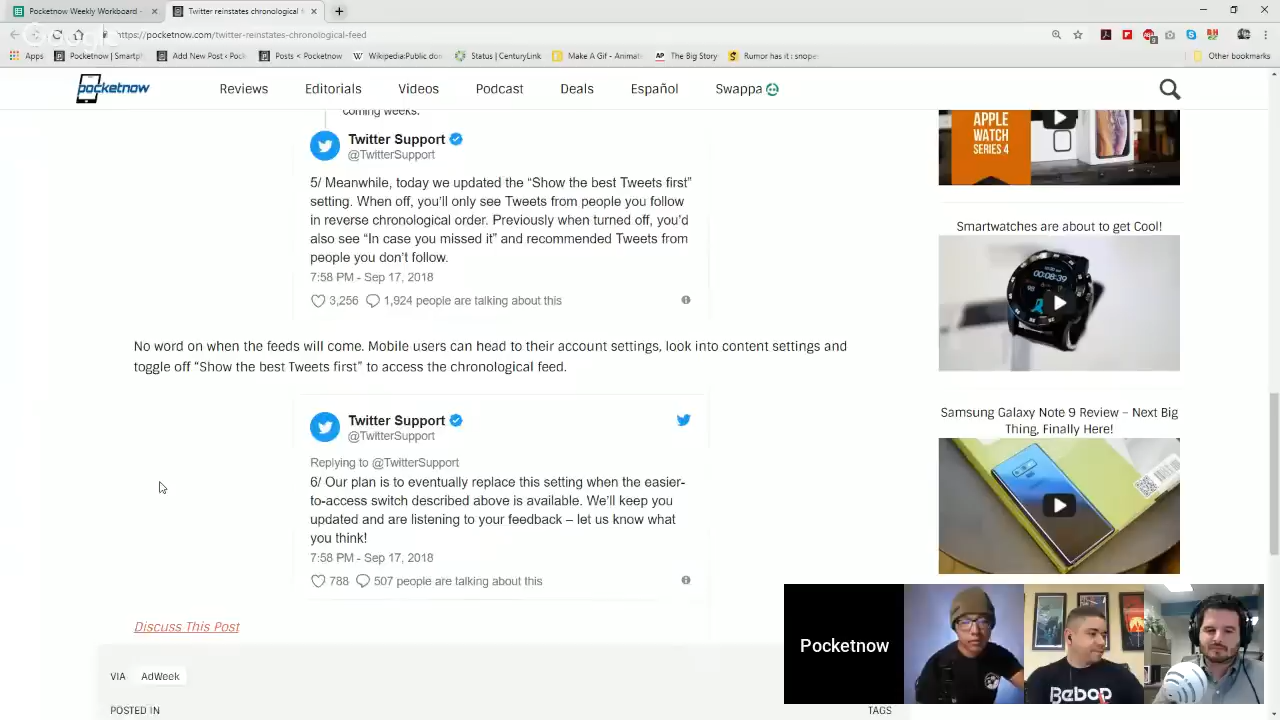 Pocketnow Weekly Workboard. -
Twitter reinstates chronological f
https://pocketnow.com/twitter-reinstates-chronological-feed
Apps
Pocketnow | Smartp
Add New Post ‹ Pock
Posts ‹ Pocketnow —
Wikipedia:Public dom
Status | CenturyLink
Make A Gif - Animate
The Big Story
Rumor has it : snope
Other bookmarks
pocketnow
Reviews
Editorials
Videos
Podcast
Deals
Español
Swappa
coming weeks.
Twitter Support
@TwitterSupport
5/ Meanwhile, today we updated the “Show the best Tweets first”
setting. When off, you’ll only see Tweets from people you follow
in reverse chronological order. Previously when turned off, you’d
also see “In case you missed it” and recommended Tweets from
people you don’t follow.
7:58 PM - Sep 17, 2018
3,256
1,924 people are talking about this
No word on when the feeds will come. Mobile users can head to their account settings, look into content settings and
toggle off “Show the best Tweets first” to access the chronological feed.
Twitter Support
@TwitterSupport
Replying to @TwitterSupport
6/ Our plan is to eventually replace this setting when the easier-
to-access switch described above is available. We’ll keep you
updated and are listening to your feedback – let us know what
you think!
7:58 PM - Sep 17, 2018
788
507 people are talking about this
Discuss This Post
VIA
AdWeek
POSTED IN
TAGS
APPLE
WATCH
SERIES 4
Smartwatches are about to get Cool!
00:08:39
Samsung Galaxy Note 9 Review – Next Big
Thing, Finally Here!
Pocketnow
Bebop